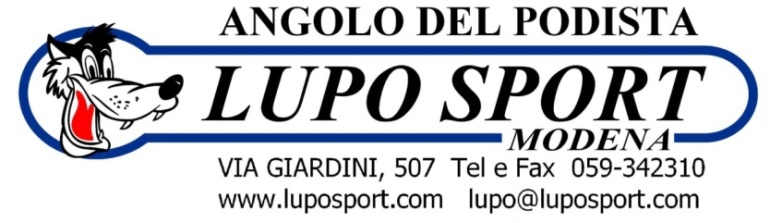 ANGOLO DEL PODISTA
LUPO SPORT
MODENA
VIA GIARDINI, 507 Tel e Fax 059-342310
www.luposport.com lupo@luposport.com